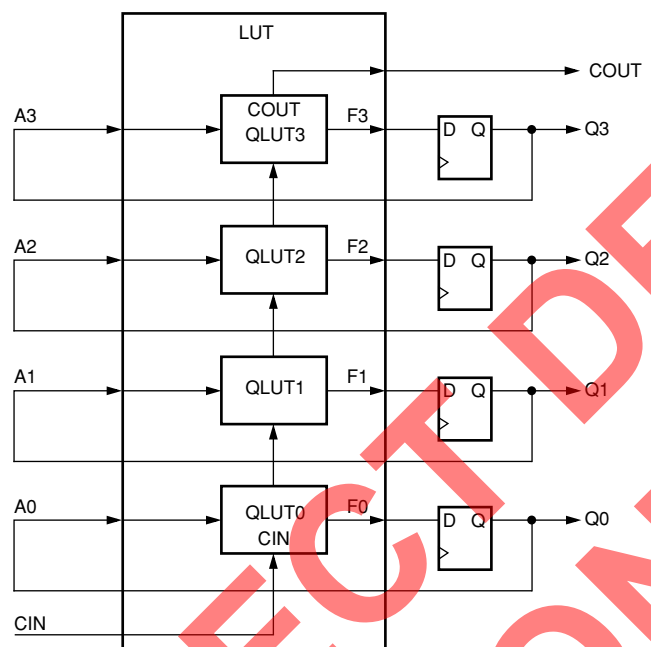 LUT
COUT
A3
COUT
QLUT3
F3
D Q
Q3
A2
QLUT2
F2
D Q
Q2
A1
QLUT1
F1
D Q
Q1
A0
QLUT0
CIN
F0
D Q
Q0
CIN